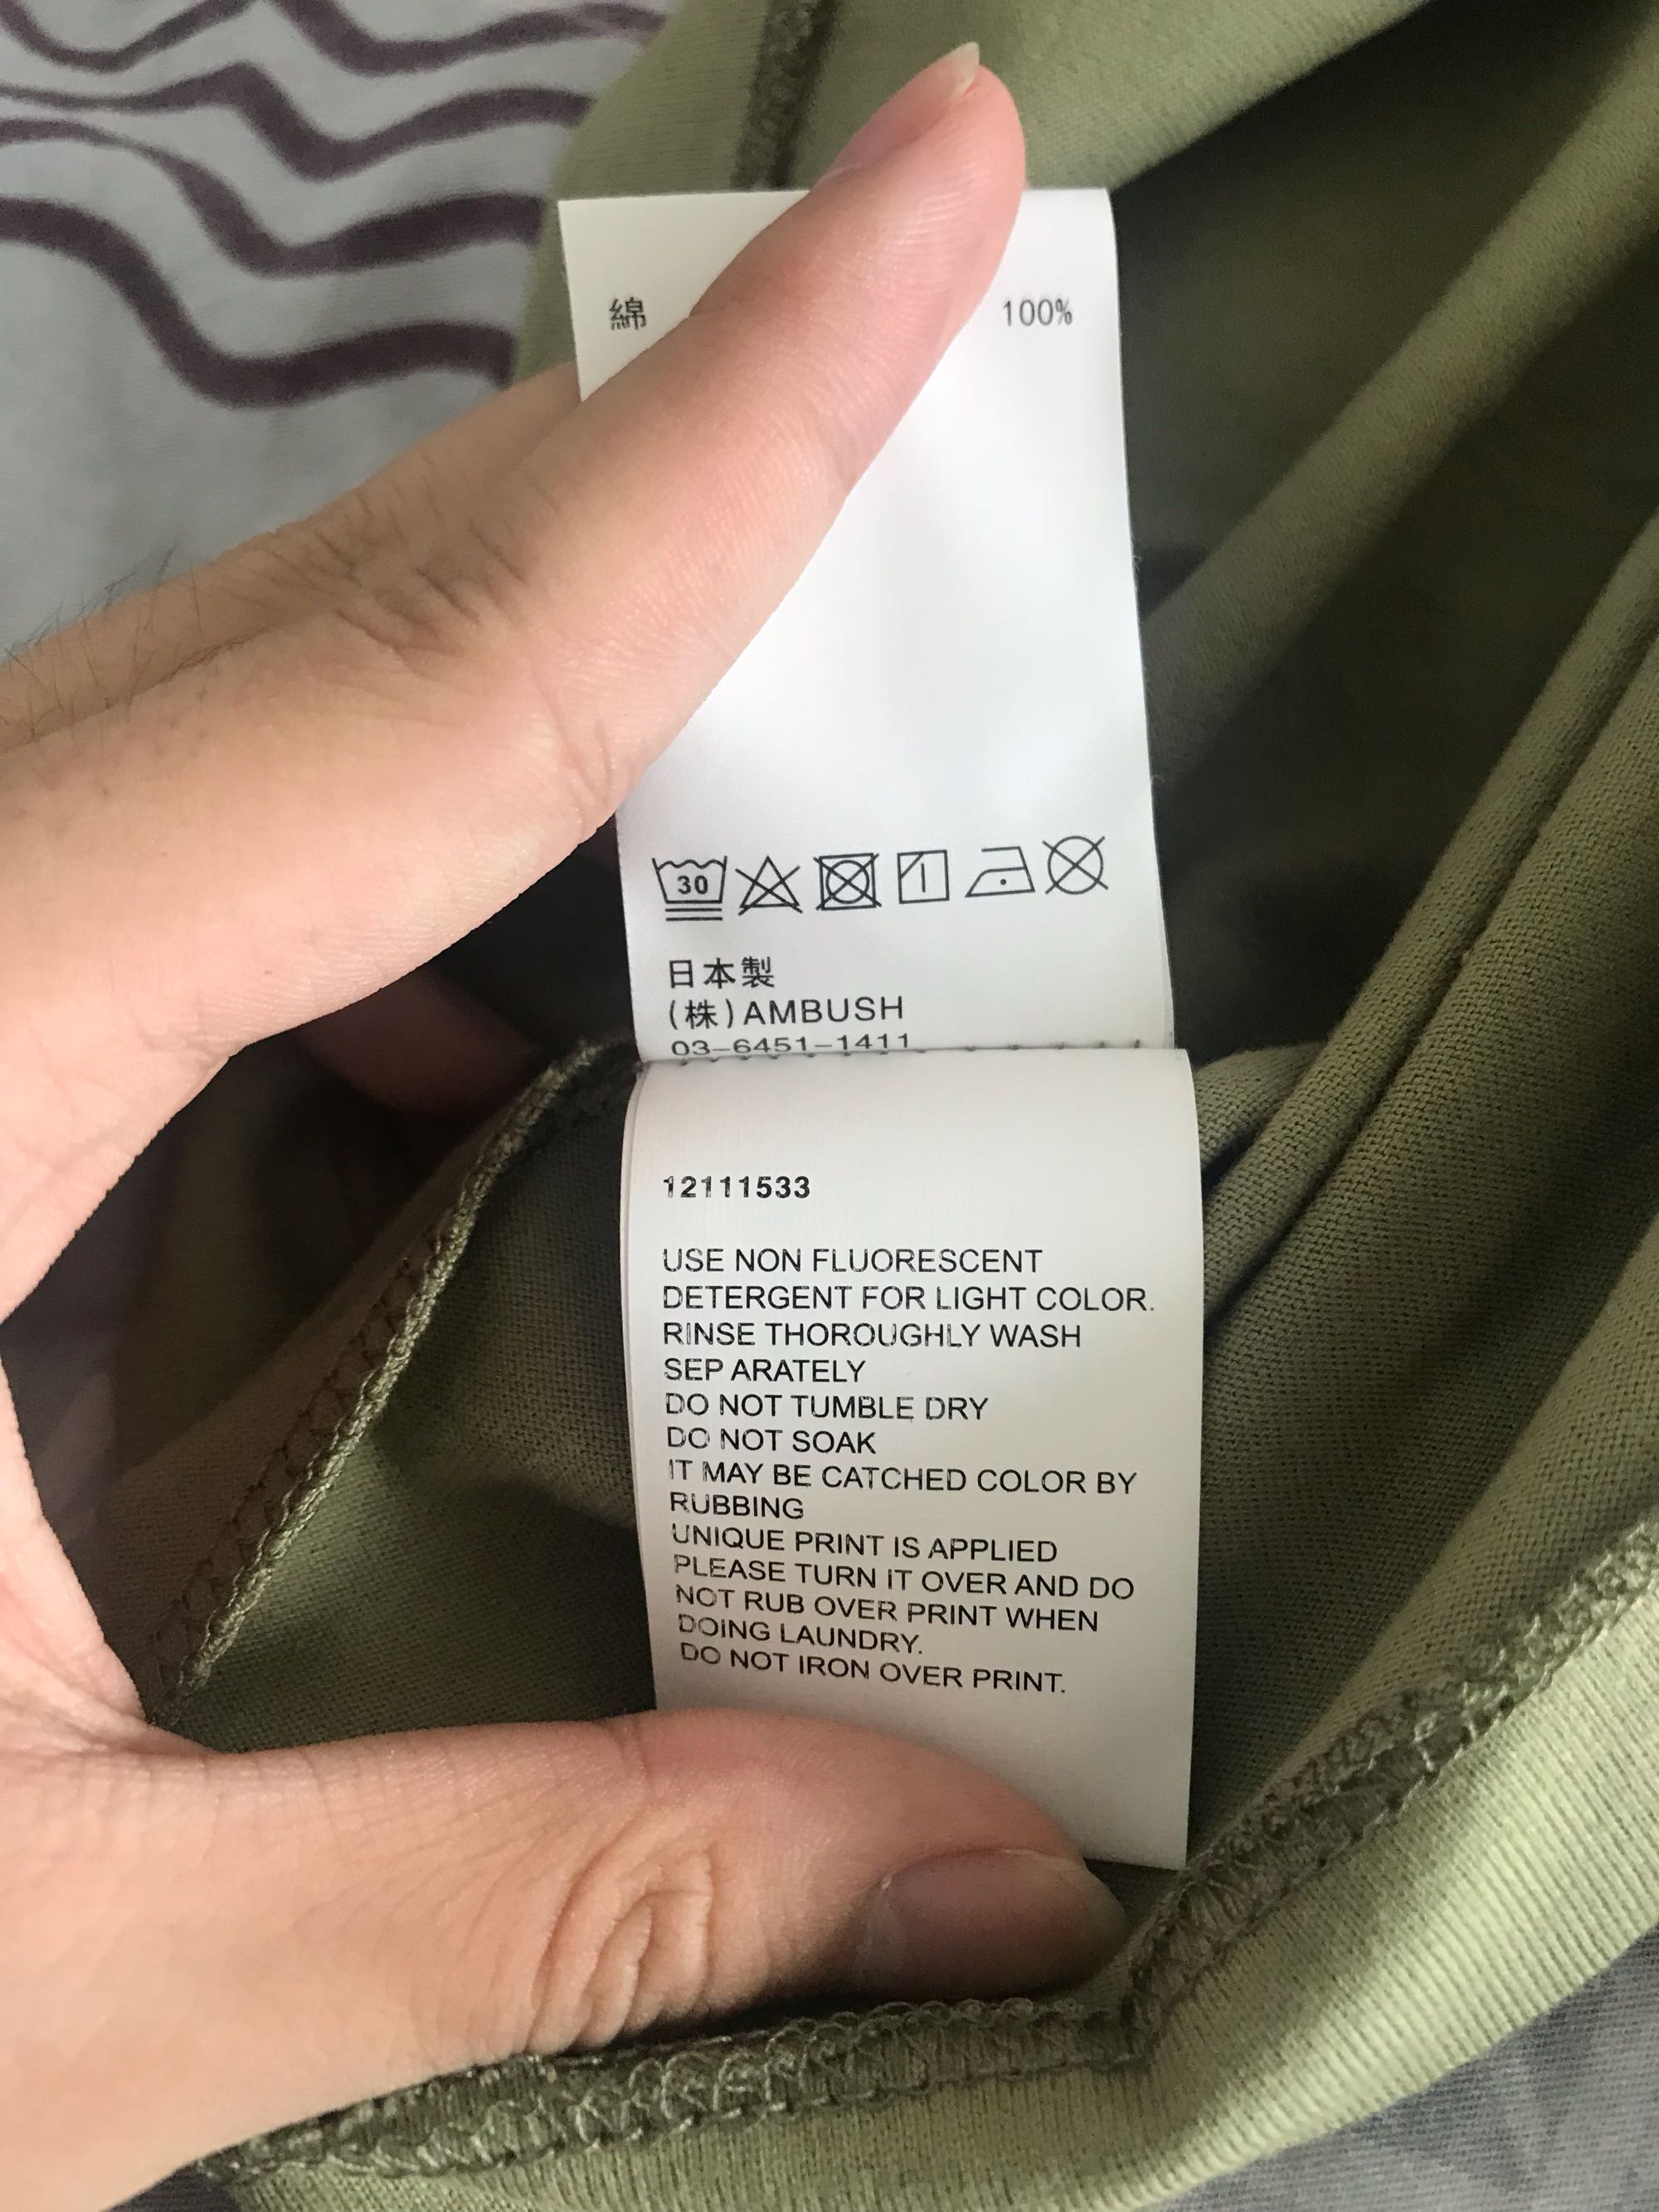 綿 100%
30
日本製
(株)AMBUSH
03-6451-1411
12111533
USE NON FLUORESCENT
DETERGENT FOR LIGHT COLOR.
RINSE THOROUGHLY WASH
SEP ARATELY
DO NOT TUMBLE DRY
DO NOT SOAK
IT MAY BE CATCHED COLOR BY
RUBBING
UNIQUE PRINT IS APPLIED
PLEASE TURN IT OVER AND DO
NOT RUB OVER PRINT WHEN
DOING LAUNDRY.
DO NOT IRON OVER PRINT.